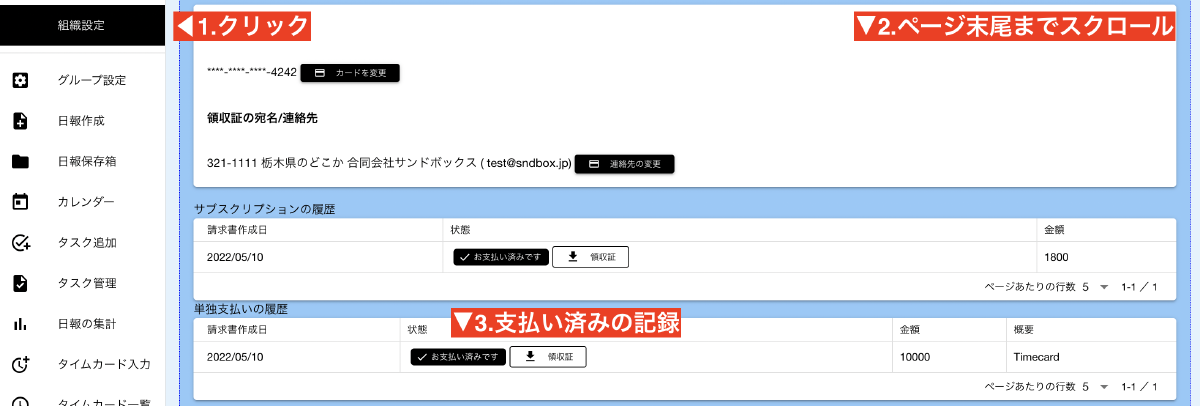 組織設定
◀1.クリック
▼2.ページ末尾までスクロール
グループ設定
日報作成
日報保存箱
カレンダー
タスク追加
タスク管理
日報の集計
タイムカード入力
タイムカード一覧
****-****-****-4242 カードを変更
領収証の宛名/連絡先
321-1111 栃木県のどこか 合同会社サンドボックス ( test@sndbox.jp) 連絡先の変更
サブスクリプションの履歴
請求書作成日 状態 金額
2022/05/10 お支払い済みです 領収証 1800
ページあたりの行数 5 1-1 / 1
単独支払いの履歴
▼3.支払い済みの記録
請求書作成日 状態 金額 概要
2022/05/10 お支払い済みです 領収証 10000 Timecard
ページあたりの行数 5 1-1 / 1